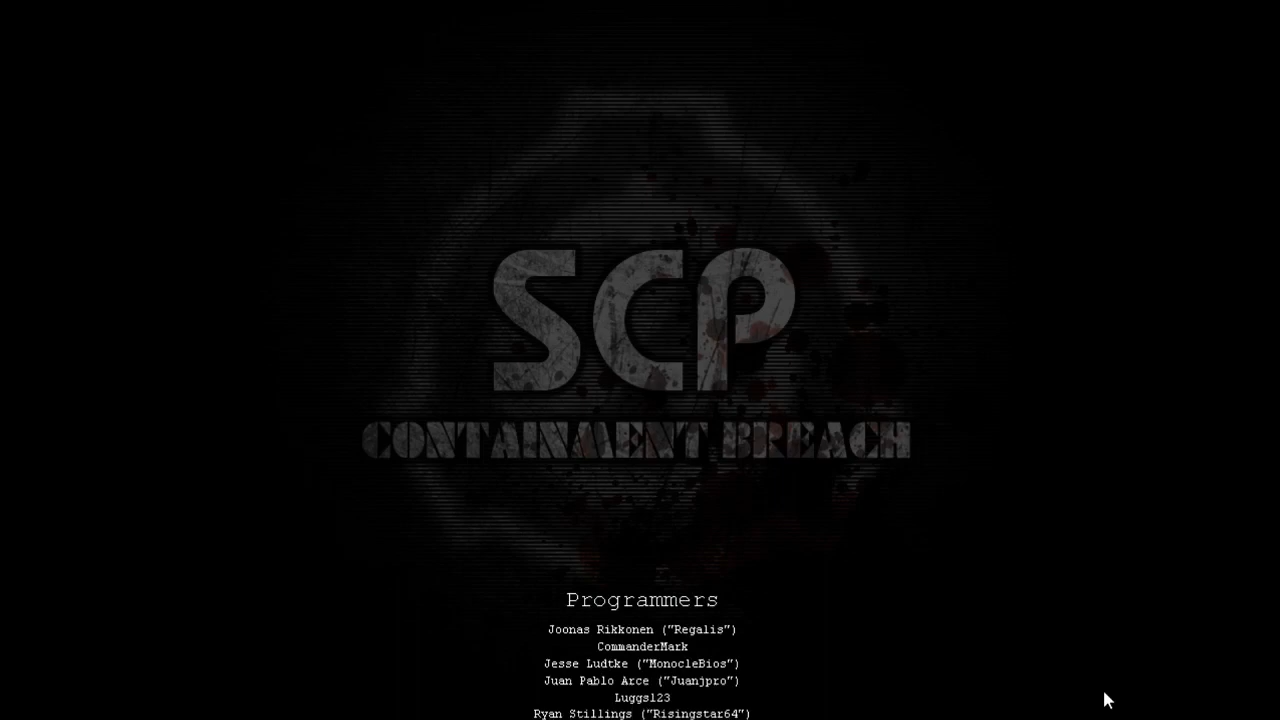 SCP
CONTAINMENT BREACH
Programmers
Joonas Rikkonen ("Regalis")
CommanderMark
Jesse Ludtke ("MonocleBios")
Juan Pablo Arce ("Juanjpro")
Luggs123
Ryan Stillings ("Risingstar64")